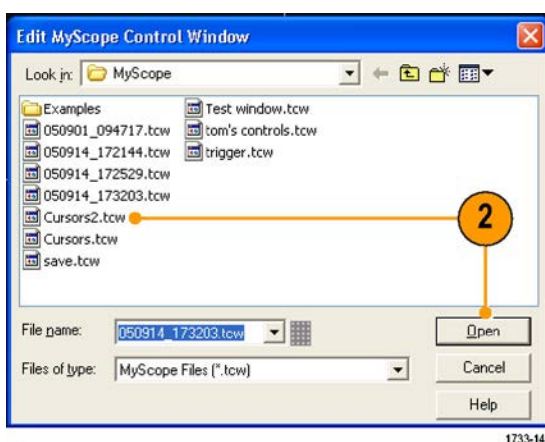 Edit MyScope Control Window
Look in: MyScope
Examples
050901_094717.tcw
050914_172144.tcw
050914_172529.tcw
050914_173203.tcw
Cursors2.tcw
Cursors.tcw
save.tcw
Test window.tcw
tom's controls.tcw
trigger.tcw
2
File name: 050914_173203.tcw Open
Files of type: MyScope Files (*.tcw) Cancel
Help
1733-14